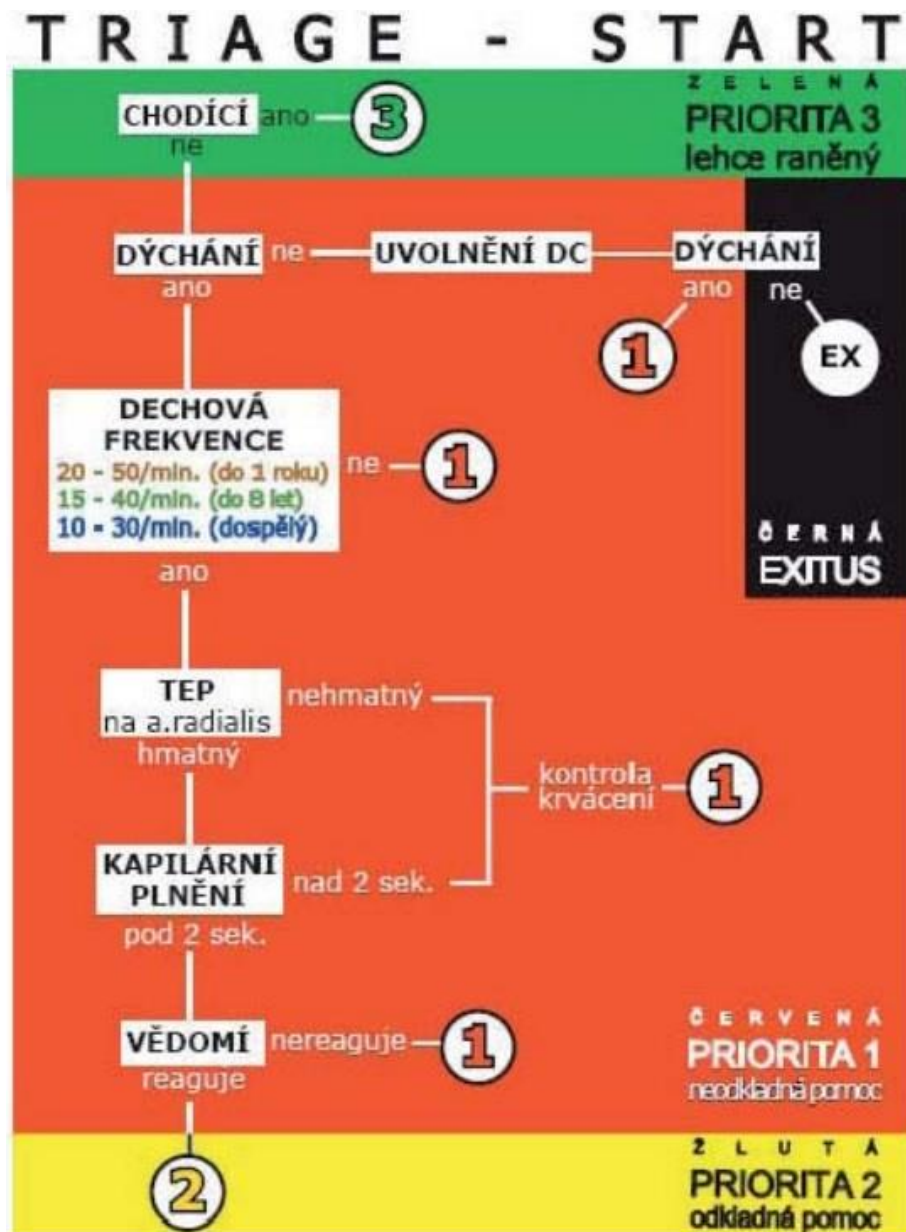 TRIAGE - START
ZELENÁ
CHODÍCÍ ano 3
PRIORITA 3
ne
lehce raněný
DÝCHÁNÍ ne UVOLNĚNÍ DC DÝCHÁNÍ
ano
ano ne
1 EX
DECHOVÁ
FREKVENCE
20 - 50/min. (do 1 roku)
15 - 40/min. (do 8 let)
10 - 30/min. (dospělý)
ne 1
ano
ČERNÁ
EXITUS
TEP
na a.radialis
nehmatný
hmatný
kontrola
krvácení
1
KAPILÁRNÍ
PLNĚNÍ
nad 2 sek.
pod 2 sek.
VĚDOMÍ nereaguje 1
reaguje
ČERVENÁ
PRIORITA 1
neodkladná pomoc
2
ŽLUTÁ
PRIORITA 2
odkladná pomoc